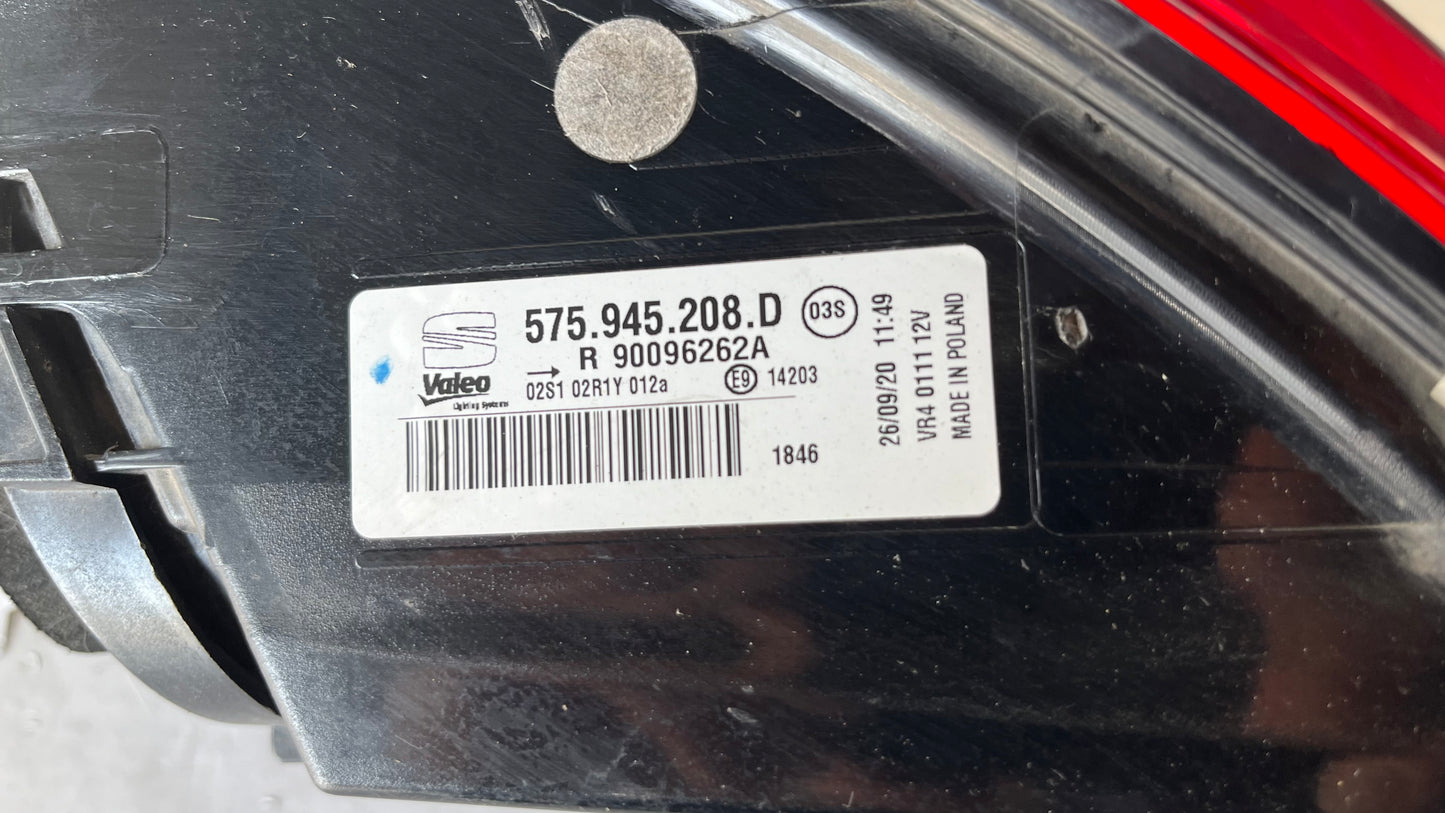 575.945.208.D 03S
R 90096262A
Valeo
Lighting Systems
→
02S1 02R1Y 012a E9 14203
1846
26/09/20 11:49
VR4 0111 12V
MADE IN POLAND